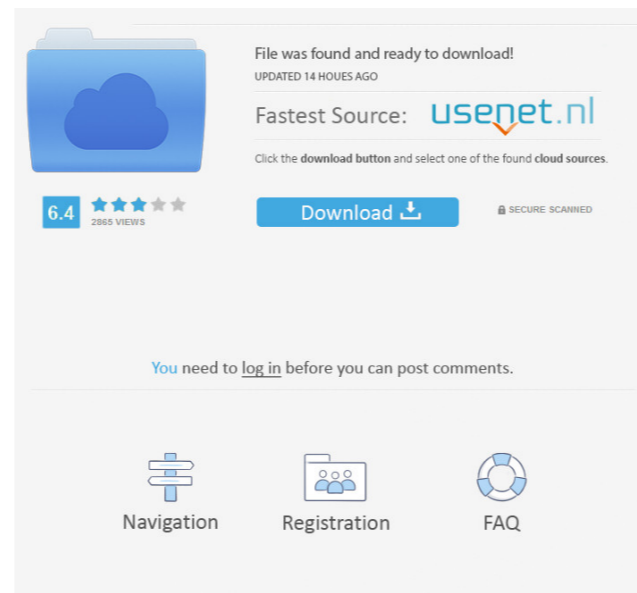 File was found and ready to download!
UPDATED 14 HOUES AGO
Fastest Source: usenet.nl
Click the download button and select one of the found cloud sources.
6.4
2865 VIEWS
Download
SECURE SCANNED
You need to log in before you can post comments.
Navigation
Registration
FAQ